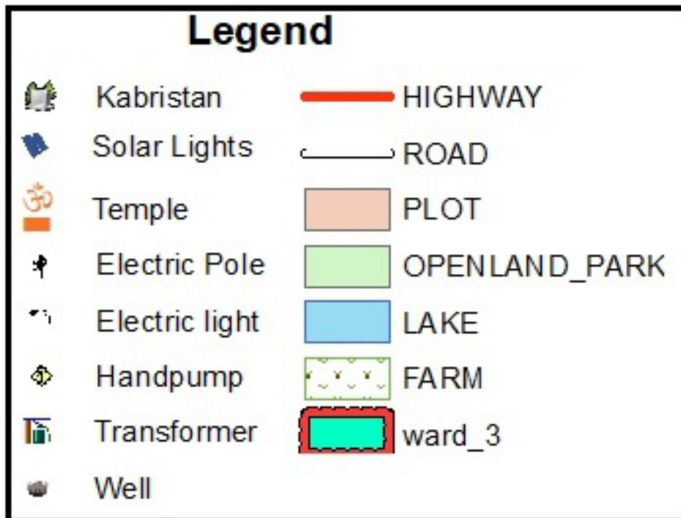 Legend
Kabristan
Solar Lights
Temple
Electric Pole
Electric light
Handpump
Transformer
Well
HIGHWAY
ROAD
PLOT
OPENLAND_PARK
LAKE
FARM
ward_3